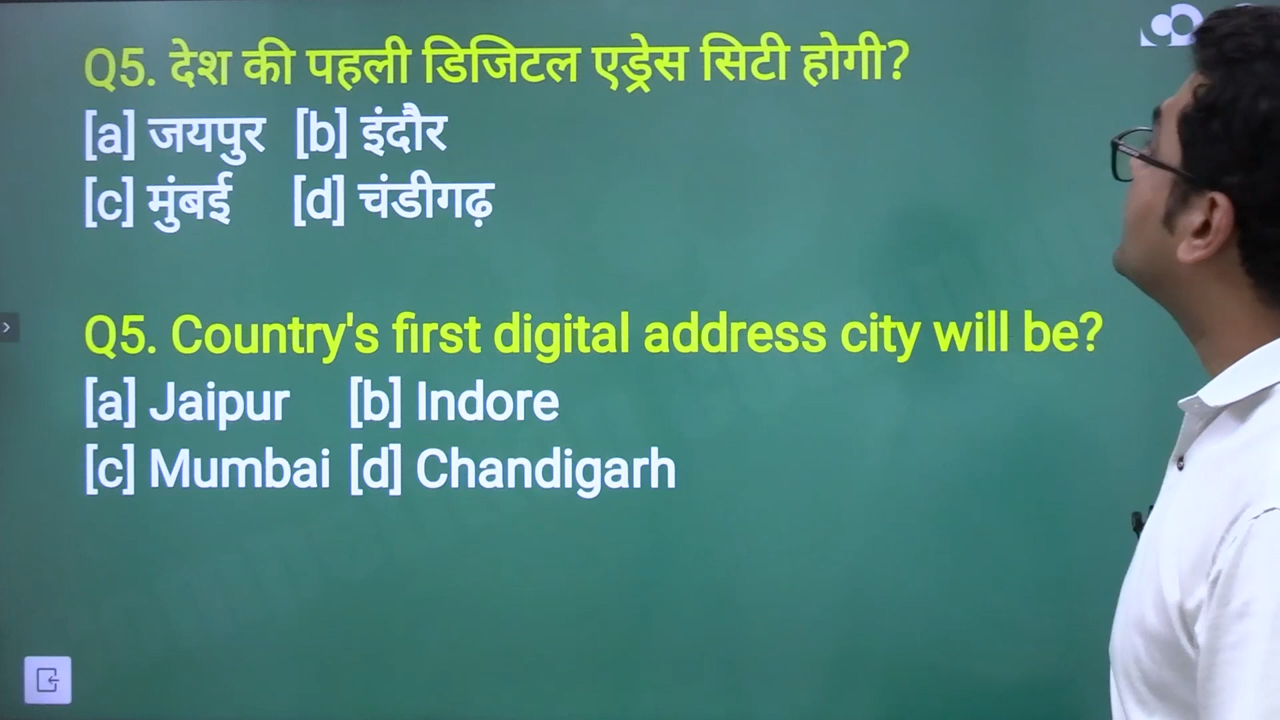 Q5. देश की पहली डिजिटल एड्रेस सिटी होगी?
[a] जयपुर [b] इंदौर
[c] मुंबई [d] चंडीगढ़
Q5. Country's first digital address city will be?
[a] Jaipur [b] Indore
[c] Mumbai [d] Chandigarh